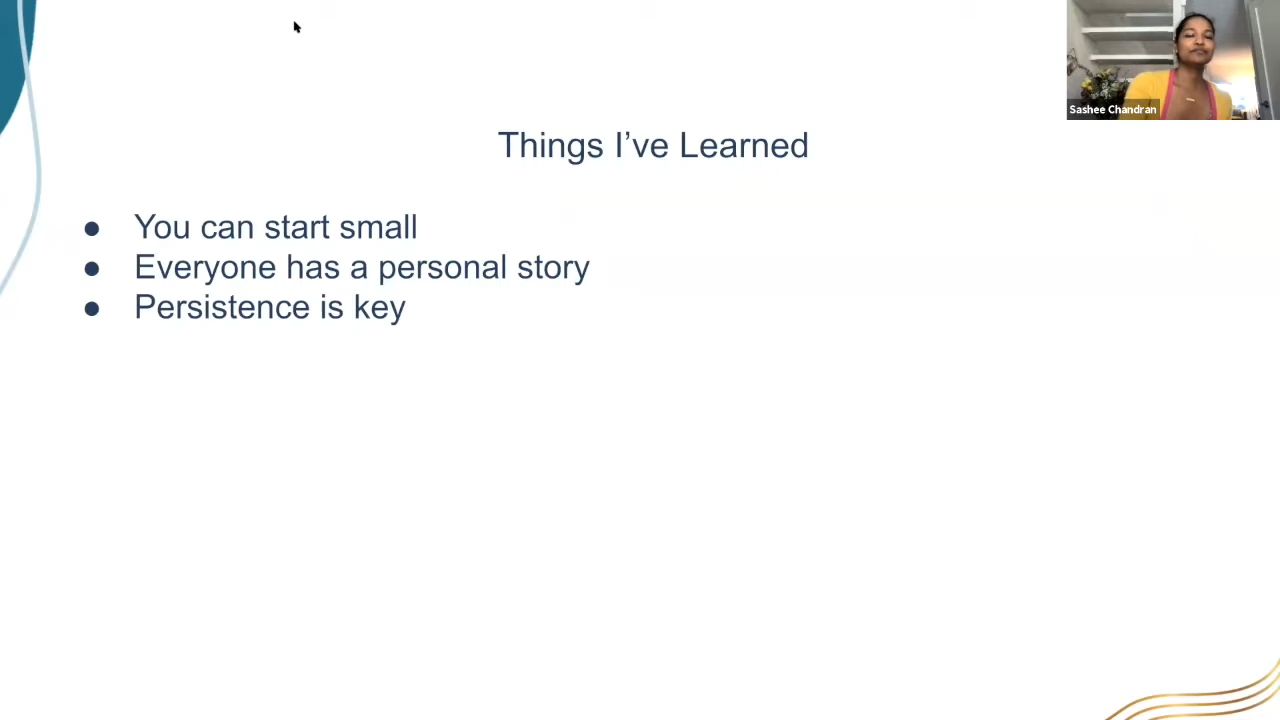 Sashee Chandran
Things I’ve Learned
● You can start small
● Everyone has a personal story
● Persistence is key